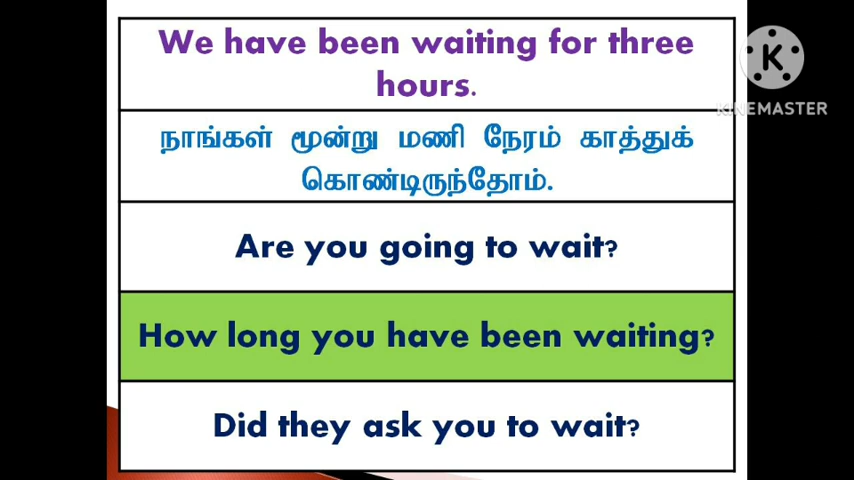 We have been waiting for three
hours.
நாங்கள் மூன்று மணி நேரம் காத்துக்
கொண்டிருந்தோம்.
Are you going to wait?
How long you have been waiting?
Did they ask you to wait?
K
KINEMASTER